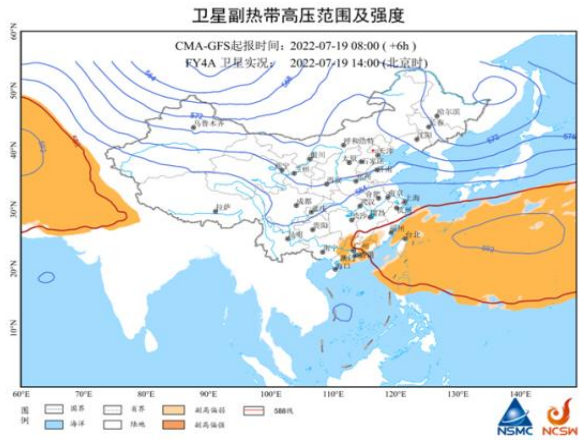 卫星副热带高压范围及强度
CMA-GFS起报时间：2022-07-19 08:00 ( +6h)
FY4A 卫星实况： 2022-07-19 14:00 (北京时)
60°N
50°N
40°N
30°N
20°N
10°N
哈尔滨
长春
沈阳
乌鲁木齐
呼和浩特
天津
银川
太原
石家庄
济南
西宁
兰州
西安
郑州
合肥
南京
上海
成都
武汉
杭州
拉萨
重庆
南昌
长沙
贵阳
福州
台北
昆明
南宁
海口
572
588
592
60°E
70°E
80°E
90°E
100°E
110°E
120°E
130°E
140°E
图例
国界
省界
副高偏弱
588线
海洋
陆地
副高偏强
NSMC
NCSW